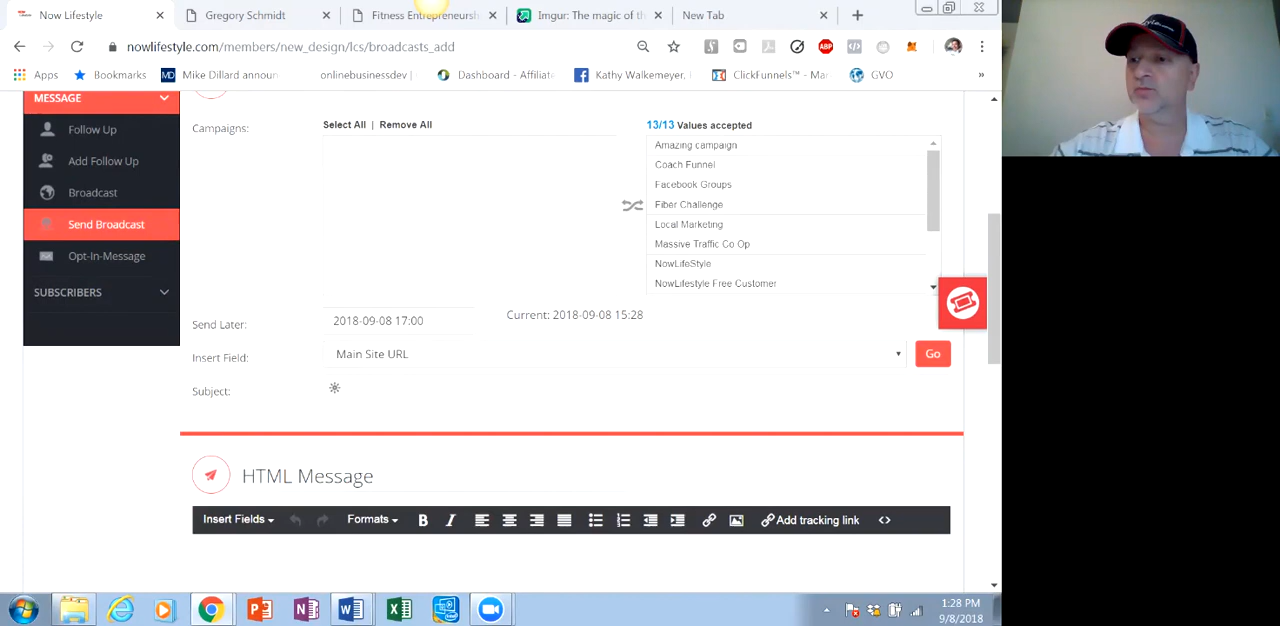 Now Lifestyle
Gregory Schmidt
Fitness Entrepreneursh
Imgur: The magic of th
New Tab
nowlifestyle.com/members/new_design/lcs/broadcasts_add
ABP
Apps
Bookmarks
MD Mike Dillard announ
onlinebusinessdev
Dashboard - Affiliate
Kathy Walkemeyer.
ClickFunnels™ - Ma
GVO
»
MESSAGE
Follow Up
Add Follow Up
Broadcast
Send Broadcast
Opt-In-Message
SUBSCRIBERS
Campaigns:
Select All | Remove All
13/13 Values accepted
Amazing campaign
Coach Funnel
Facebook Groups
Fiber Challenge
Local Marketing
Massive Traffic Co Op
NowLifeStyle
NowLifestyle Free Customer
Send Later:
2018-09-08 17:00
Current: 2018-09-08 15:28
Insert Field:
Main Site URL
Go
Subject:
HTML Message
Insert Fields
Formats
B I
Add tracking link
1:28 PM
9/8/2018